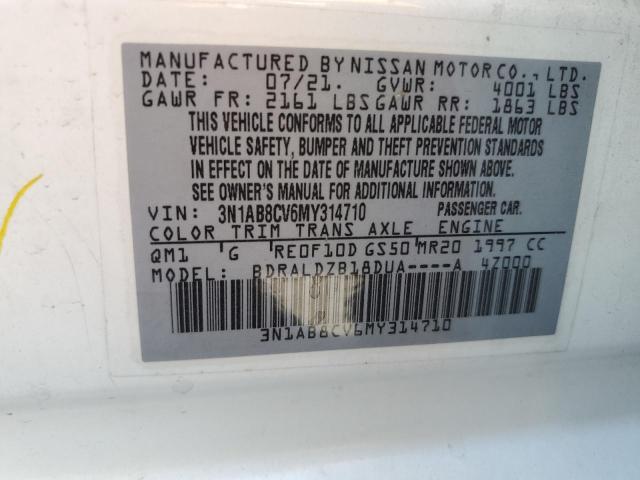 MANUFACTURED BY NISSAN MOTOR CO., LTD.
DATE: 07/21. GVWR: 4001 LBS
GAWR FR: 2161 LBS GAWR RR: 1863 LBS
THIS VEHICLE CONFORMS TO ALL APPLICABLE FEDERAL MOTOR
VEHICLE SAFETY, BUMPER AND THEFT PREVENTION STANDARDS
IN EFFECT ON THE DATE OF MANUFACTURE SHOWN ABOVE.
SEE OWNER'S MANUAL FOR ADDITIONAL INFORMATION.
VIN: 3N1AB8CV6MY314710 PASSENGER CAR.
COLOR TRIM TRANS AXLE ENGINE
QM1 G RE0F10D GS50 MR20 1997 CC
MODEL: BDRALDZB18DUA----A 4Z000
3N1AB8CV6MY314710